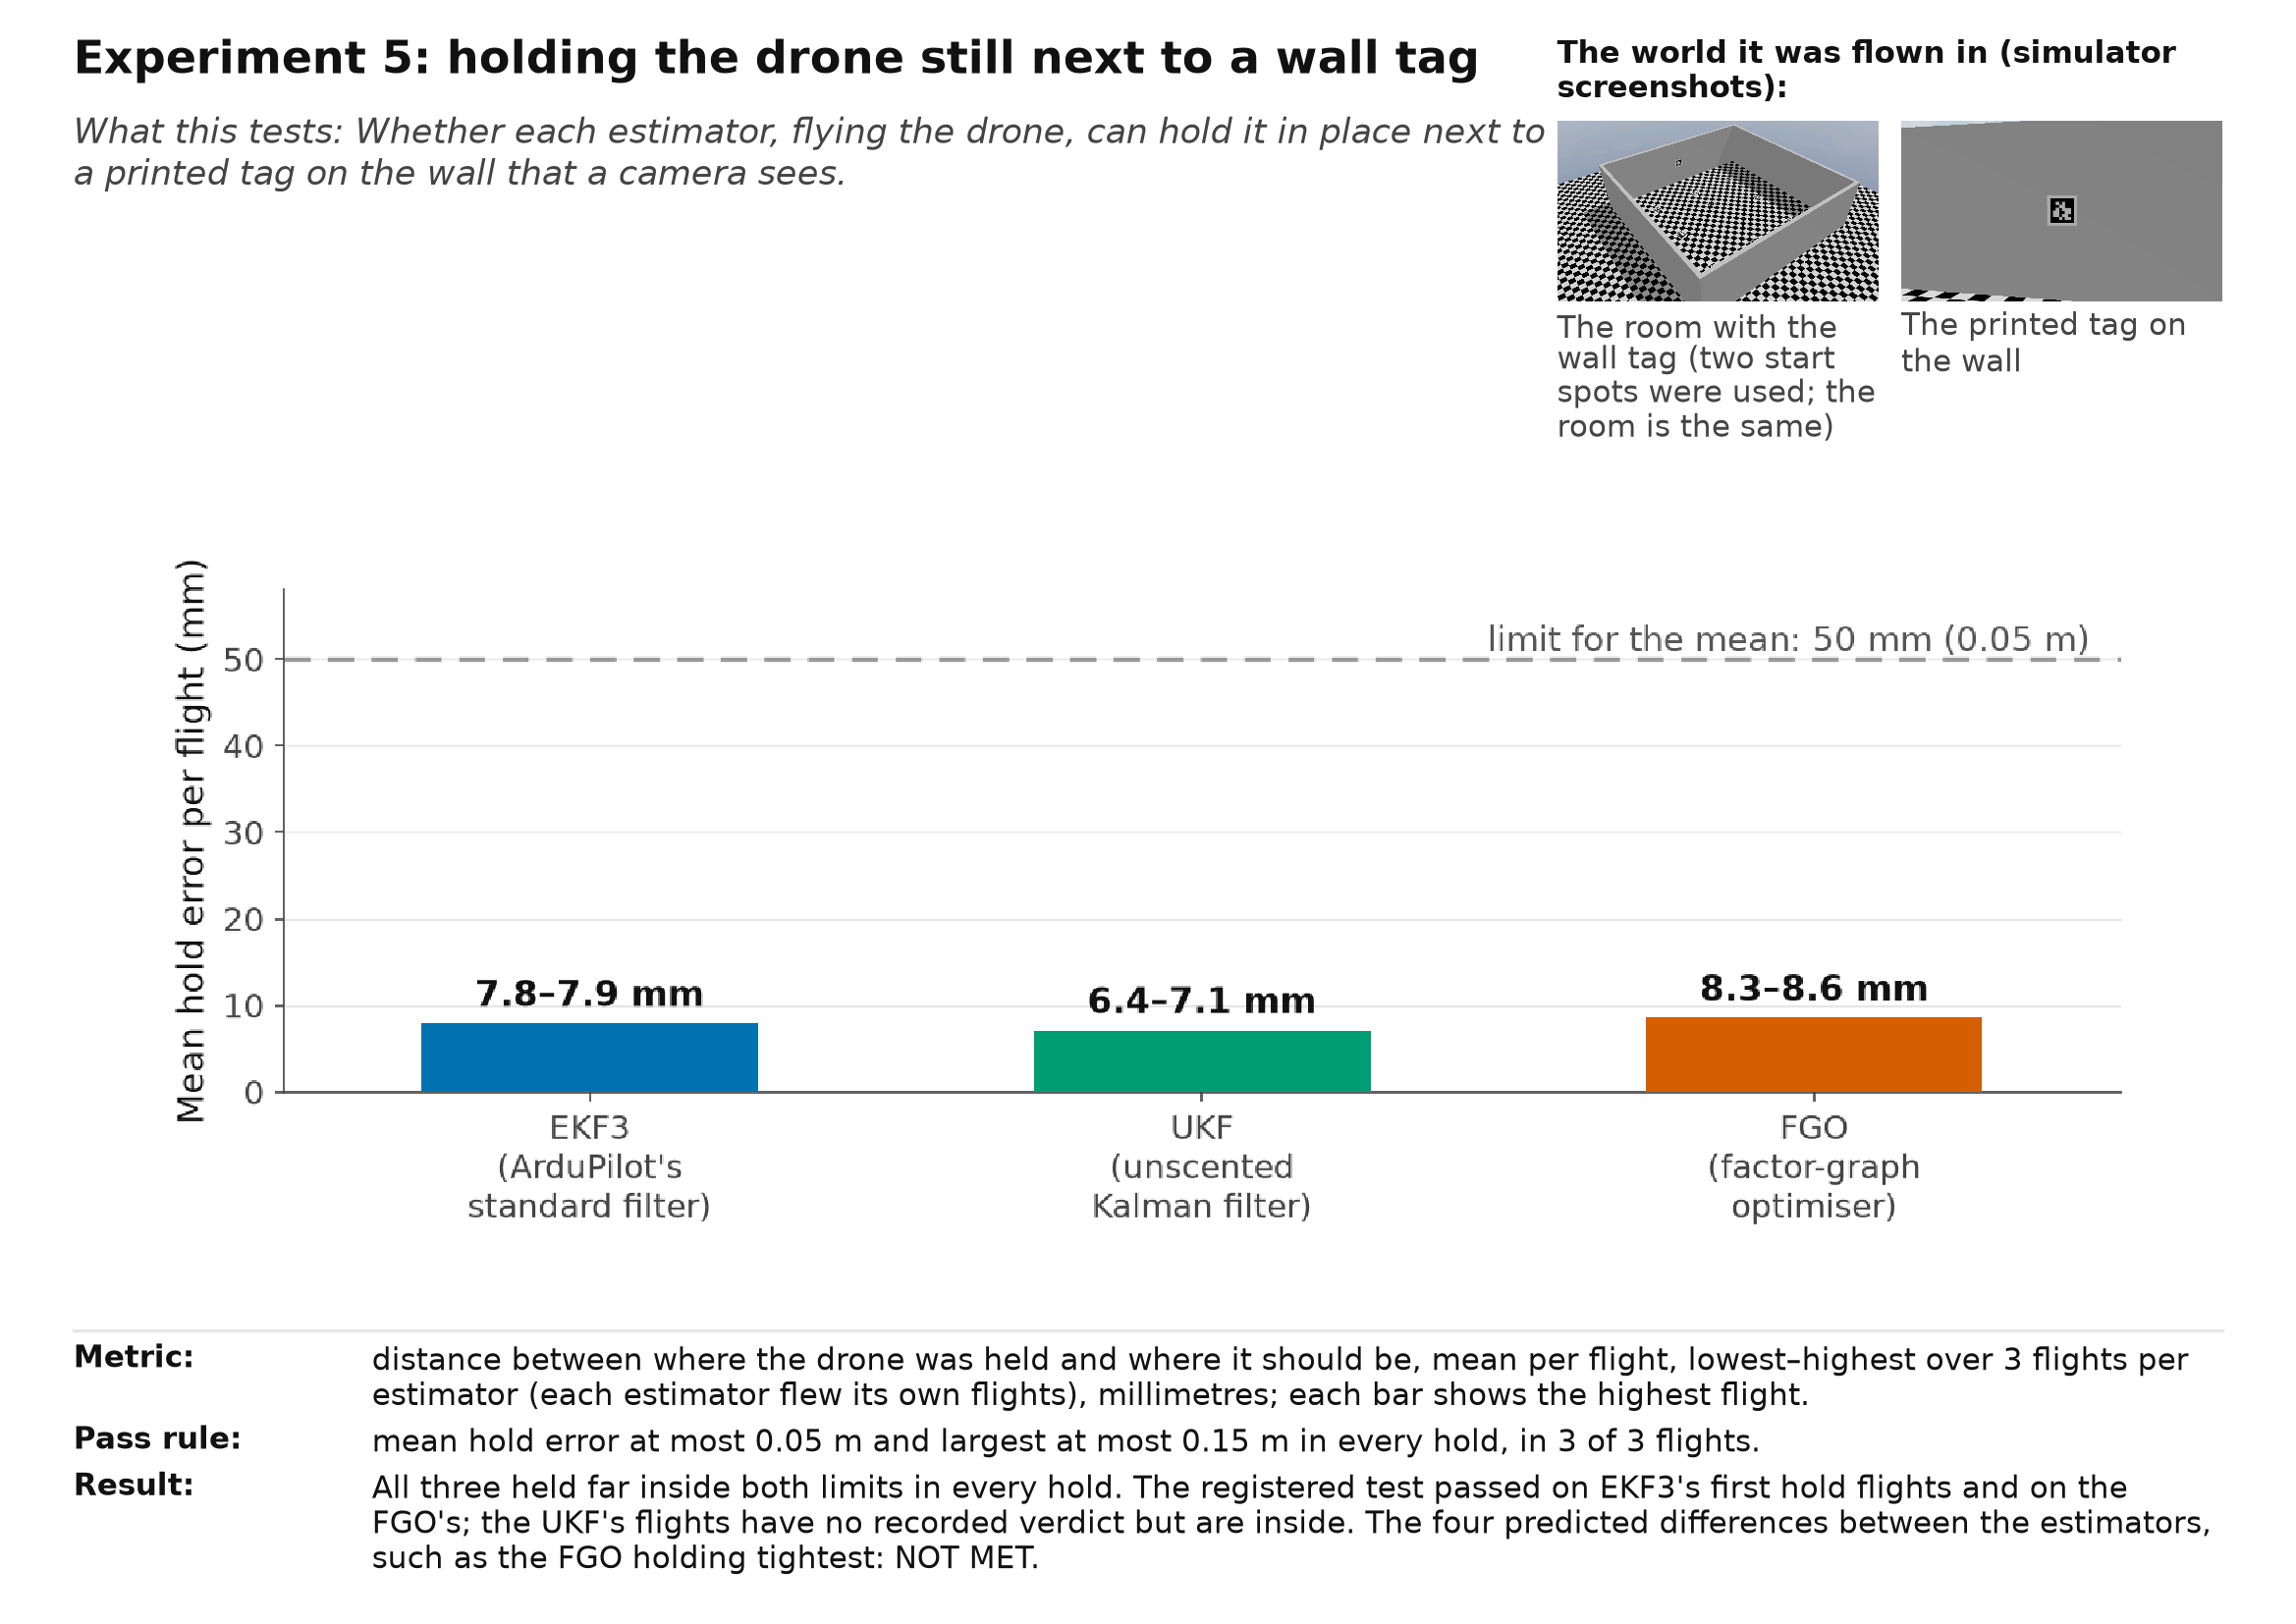 Experiment 5: holding the drone still next to a wall tag
What this tests: Whether each estimator, flying the drone, can hold it in place next to
a printed tag on the wall that a camera sees.
The world it was flown in (simulator
screenshots):
The room with the
wall tag (two start
spots were used; the
room is the same)
The printed tag on
the wall
Mean hold error per flight (mm)
50
40
30
20
10
0
limit for the mean: 50 mm (0.05 m)
7.8–7.9 mm
6.4–7.1 mm
8.3–8.6 mm
EKF3
(ArduPilot's
standard filter)
UKF
(unscented
Kalman filter)
FGO
(factor-graph
optimiser)
Metric:
distance between where the drone was held and where it should be, mean per flight, lowest–highest over 3 flights per
estimator (each estimator flew its own flights), millimetres; each bar shows the highest flight.
Pass rule:
mean hold error at most 0.05 m and largest at most 0.15 m in every hold, in 3 of 3 flights.
Result:
All three held far inside both limits in every hold. The registered test passed on EKF3's first hold flights and on the
FGO's; the UKF's flights have no recorded verdict but are inside. The four predicted differences between the estimators,
such as the FGO holding tightest: NOT MET.